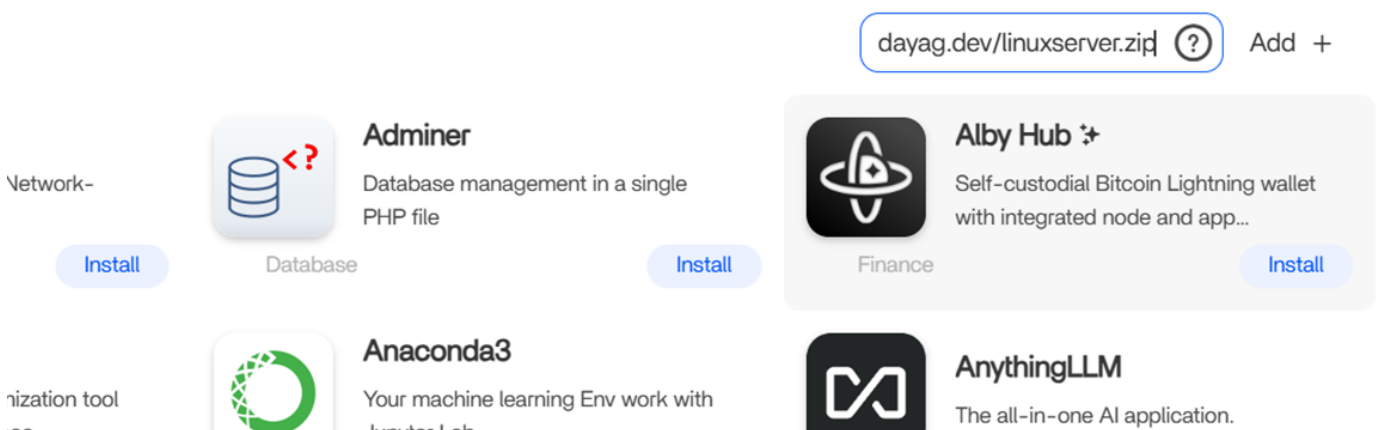 dayag.dev/linuxserver.zip
Add +
Network-
Install
Adminer
Database management in a single
PHP file
Database
Install
Alby Hub
Self-custodial Bitcoin Lightning wallet
with integrated node and app...
Finance
Install
tool
Anaconda3
Your machine learning Env work with
AnythingLLM
The all-in-one AI application.